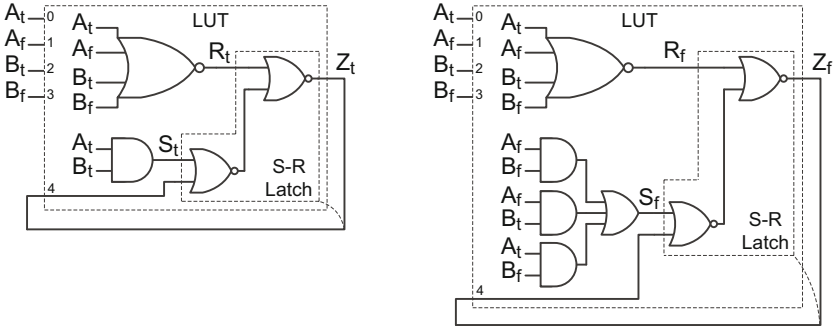 LUT
At 0
Af 1
Bt 2
Bf 3
At
Af
Bt
Bf
Rt
Zt
At
Bt
St
S-R
Latch
4
LUT
At 0
Af 1
Bt 2
Bf 3
At
Af
Bt
Bf
Rf
Zf
Af
Bf
Af
Bt
At
Bf
Sf
S-R
Latch
4